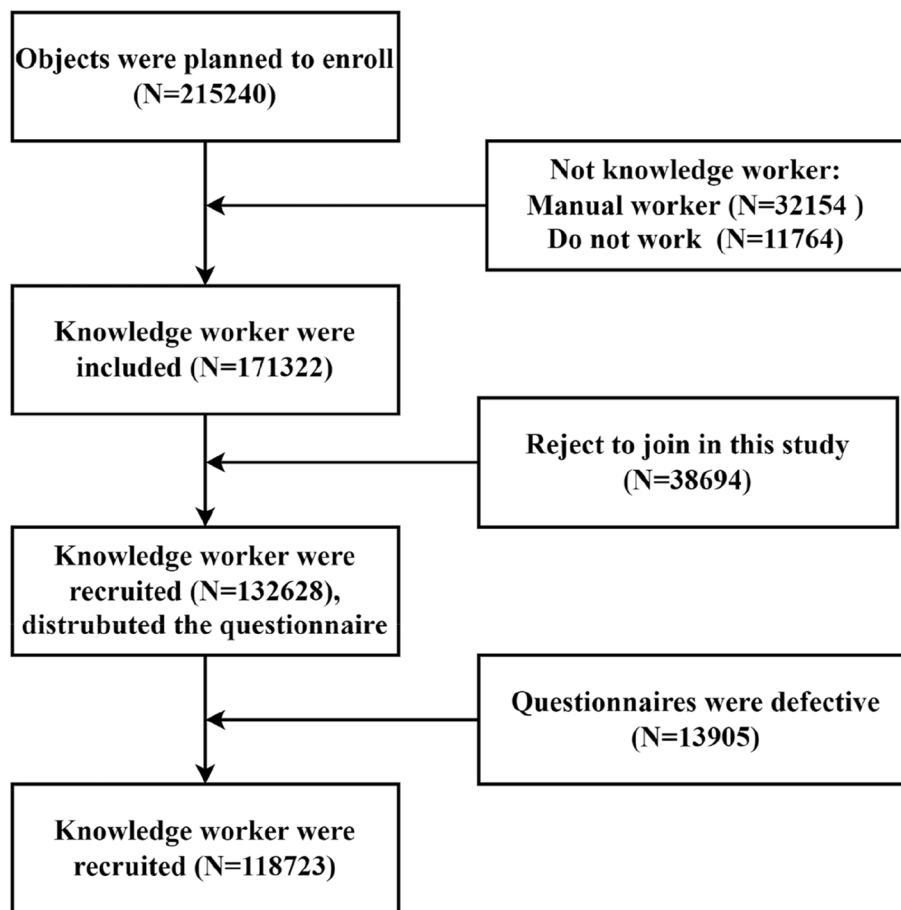 Objects were planned to enroll
(N=215240)
Not knowledge worker:
Manual worker (N=32154 )
Do not work (N=11764)
Knowledge worker were
included (N=171322)
Reject to join in this study
(N=38694)
Knowledge worker were
recruited (N=132628),
distrubuted the questionnaire
Questionnaires were defective
(N=13905)
Knowledge worker were
recruited (N=118723)